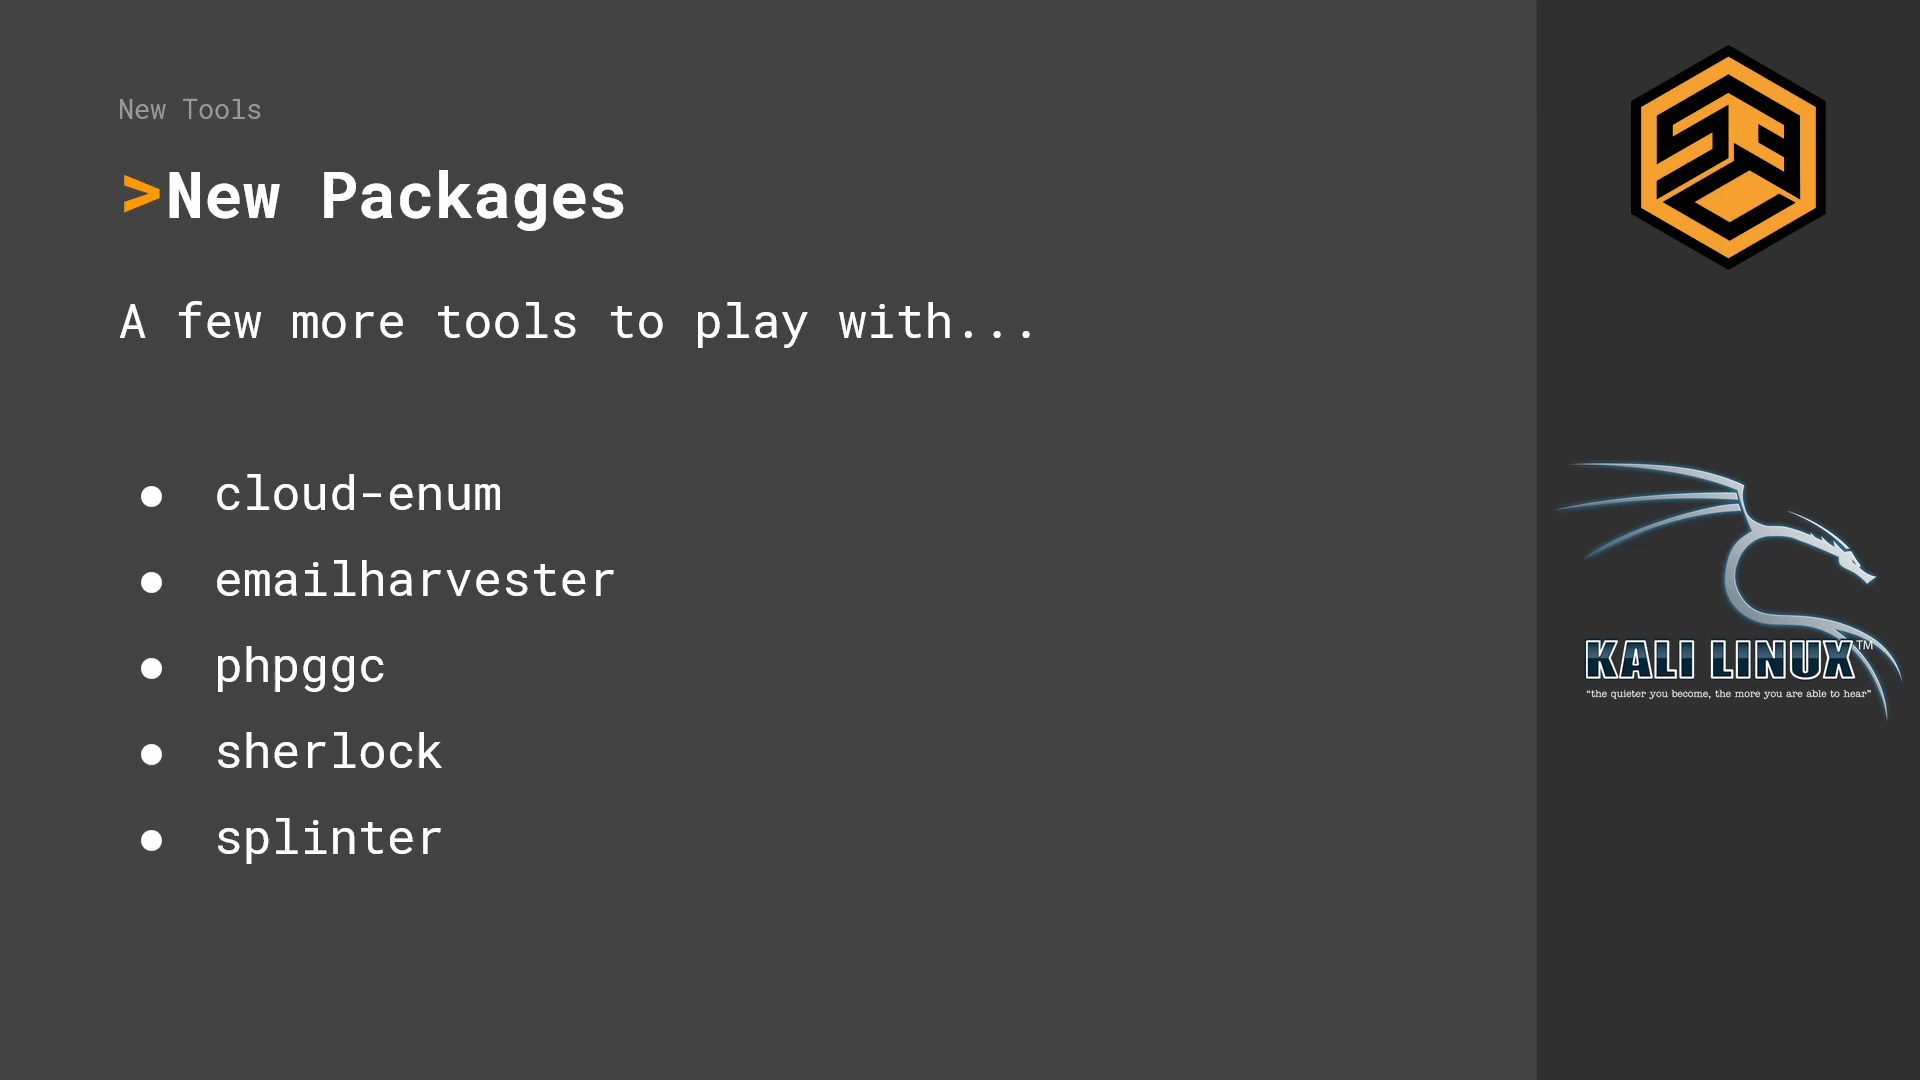 New Tools
>New Packages
A few more tools to play with...
● cloud-enum
● emailharvester
● phpggc
● sherlock
● splinter
KALI LINUX™
“the quieter you become, the more you are able to hear”